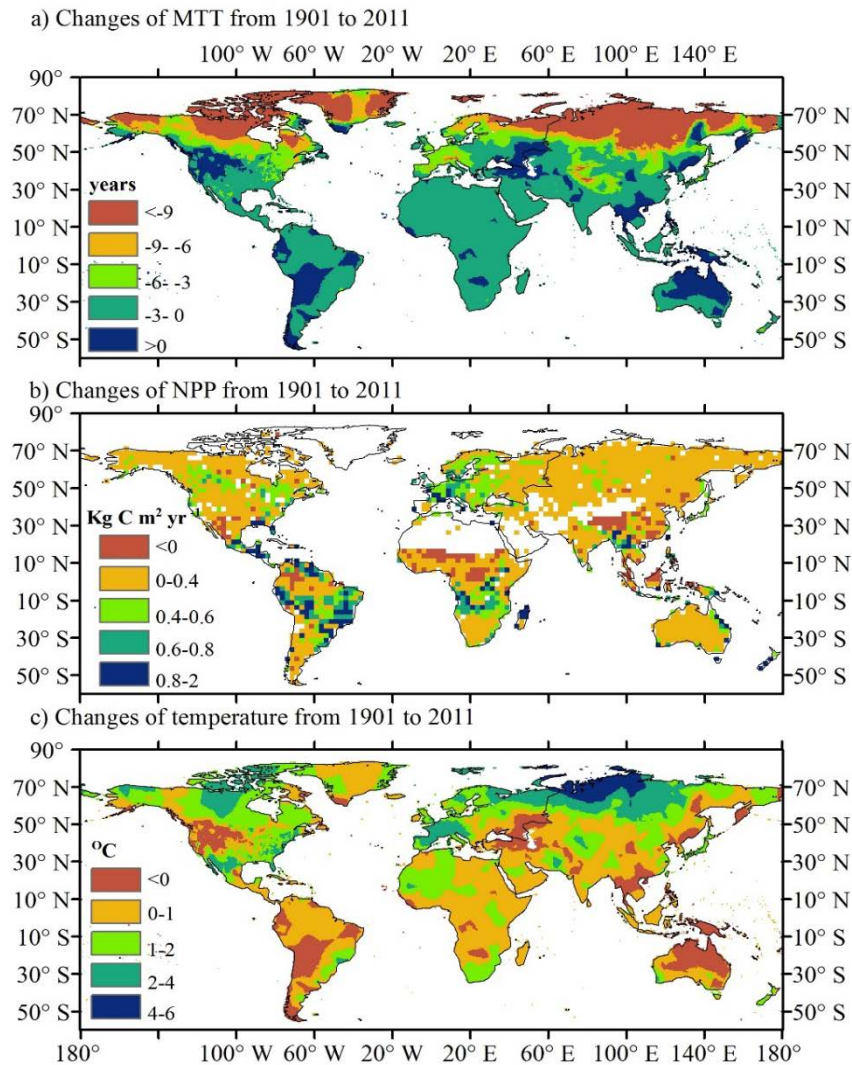 a) Changes of MTT from 1901 to 2011
100° W 60° W 20° W 20° E 60° E 100° E 140° E
90°
70° N 70° N
50° N 50° N
30° N 30° N
10° N 10° N
10° S 10° S
30° S 30° S
50° S 50° S
years
<-9
-9- -6
-6- -3
-3- 0
>0
b) Changes of NPP from 1901 to 2011
90°
70° N 70° N
50° N 50° N
30° N 30° N
10° N 10° N
10° S 10° S
30° S 30° S
50° S 50° S
Kg C m² yr
<0
0-0.4
0.4-0.6
0.6-0.8
0.8-2
c) Changes of temperature from 1901 to 2011
90°
70° N 70° N
50° N 50° N
30° N 30° N
10° N 10° N
10° S 10° S
30° S 30° S
50° S 50° S
°C
<0
0-1
1-2
2-4
4-6
180° 100° W 60° W 20° W 20° E 60° E 100° E 140° E 180°